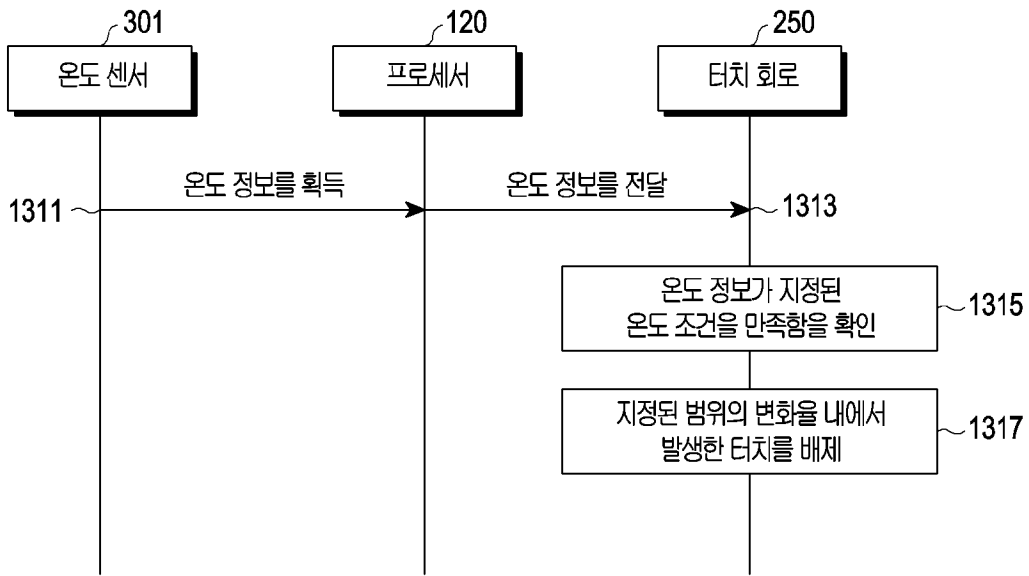 301
120
250
온도 센서
프로세서
터치 회로
온도 정보를 획득
온도 정보를 전달
1311
1313
온도 정보가 지정된
온도 조건을 만족함을 확인
1315
지정된 범위의 변화율 내에서
발생한 터치를 배제
1317